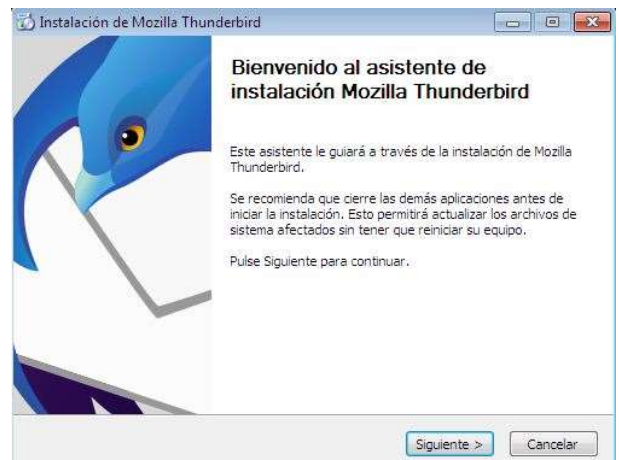 Instalación de Mozilla Thunderbird
Bienvenido al asistente de
instalación Mozilla Thunderbird
Este asistente le guiará a través de la instalación de Mozilla
Thunderbird.
Se recomienda que cierre las demás aplicaciones antes de
iniciar la instalación. Esto permitirá actualizar los archivos de
sistema afectados sin tener que reiniciar su equipo.
Pulse Siguiente para continuar.
Siguiente >
Cancelar